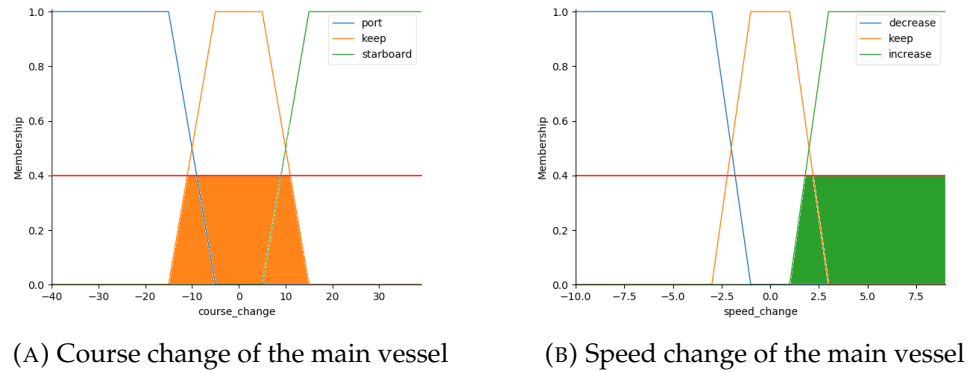 1.0
0.8
0.6
0.4
0.2
0.0
Membership
port
keep
starboard
−40 −30 −20 −10 0 10 20 30
course_change
1.0
0.8
0.6
0.4
0.2
0.0
Membership
decrease
keep
increase
−10.0 −7.5 −5.0 −2.5 0.0 2.5 5.0 7.5
speed_change
(A) Course change of the main vessel
(B) Speed change of the main vessel